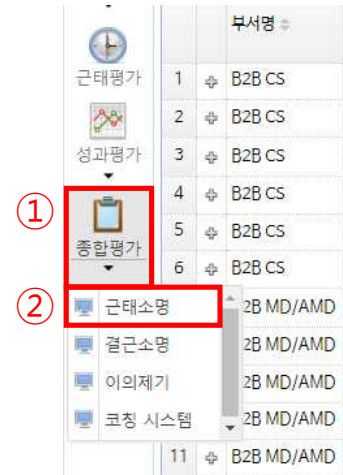 부서명
근태평가
1 B2B CS
2 B2B CS
성과평가
3 B2B CS
4 B2B CS
①
종합평가
5 B2B CS
6 B2B CS
②
근태소명
2B MD/AMD
결근소명
2B MD/AMD
이의제기
2B MD/AMD
코칭 시스템
2B MD/AMD
11 B2B MD/AMD